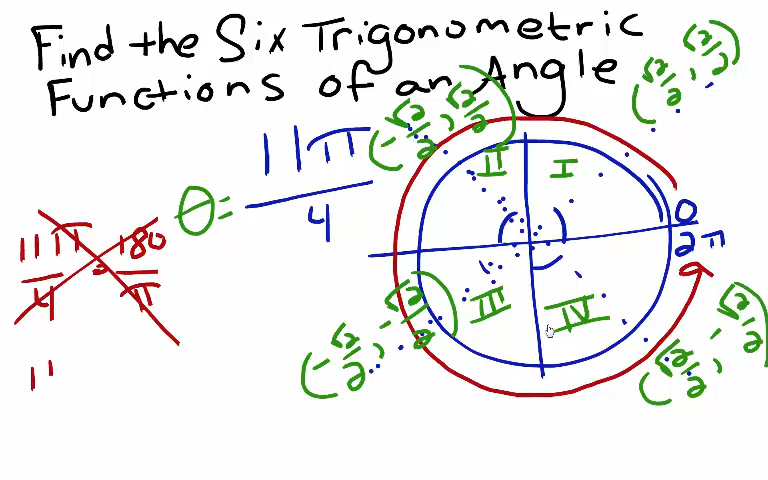 Find the Six Trigonometric
Functions of an Angle
(√2/2, √2/2)
(-√2/2, √2/2)
θ = 11π/4
II I
0
2π
11π/4 · 180/π
III IV
(-√2/2, -√2/2)
(√2/2, -√2/2)
11